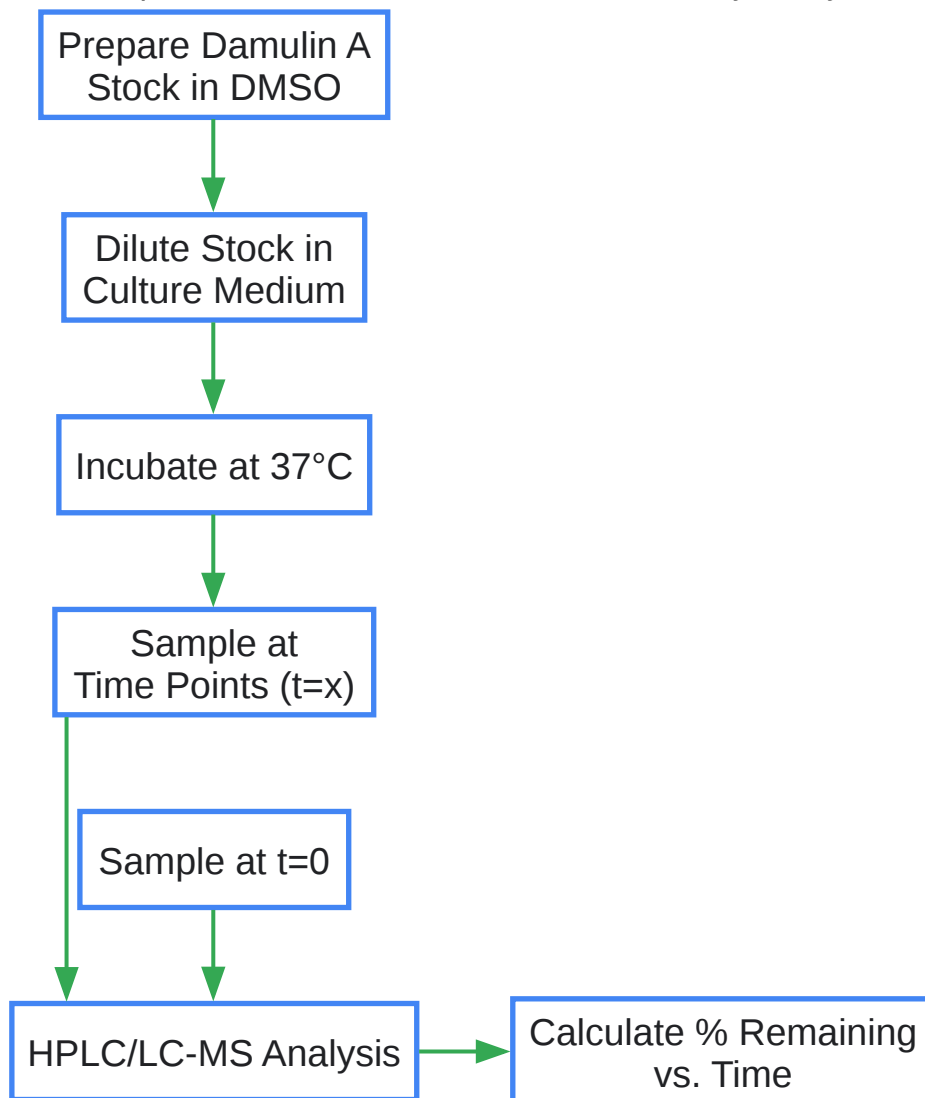 Prepare Damulin A
Stock in DMSO
Dilute Stock in
Culture Medium
Incubate at 37°C
Sample at
Time Points (t=x)
Sample at t=0
HPLC/LC-MS Analysis
Calculate % Remaining
vs. Time